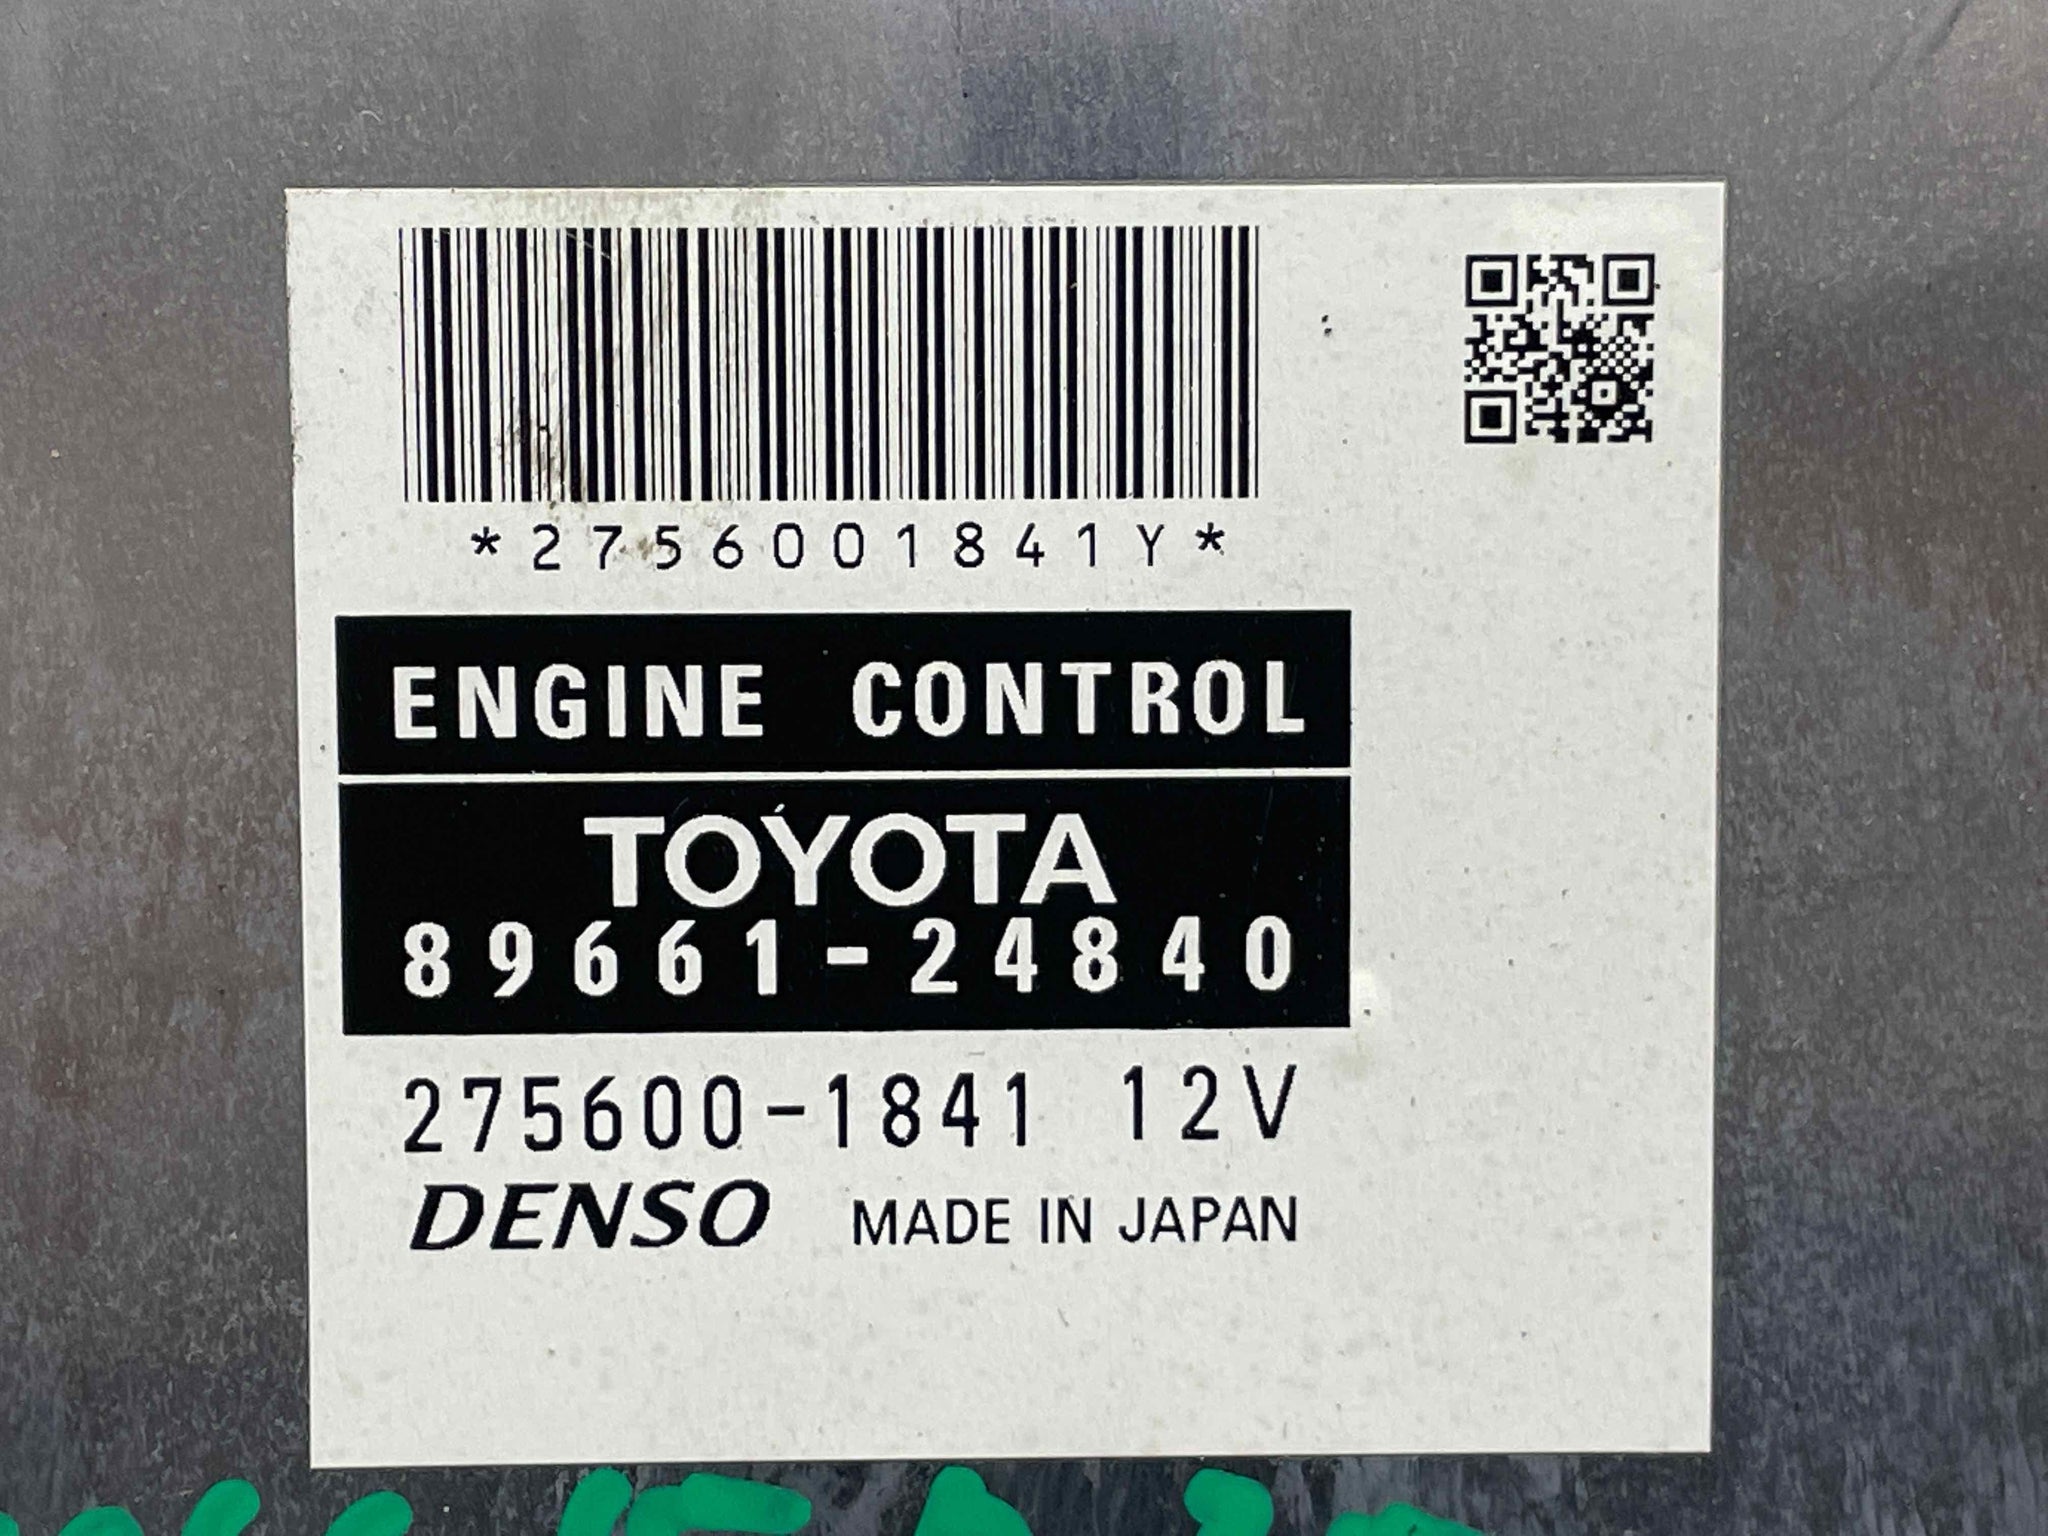 *2756001841Y*
ENGINE CONTROL
TOYOTA
89661-24840
275600-1841 12V
DENSO MADE IN JAPAN